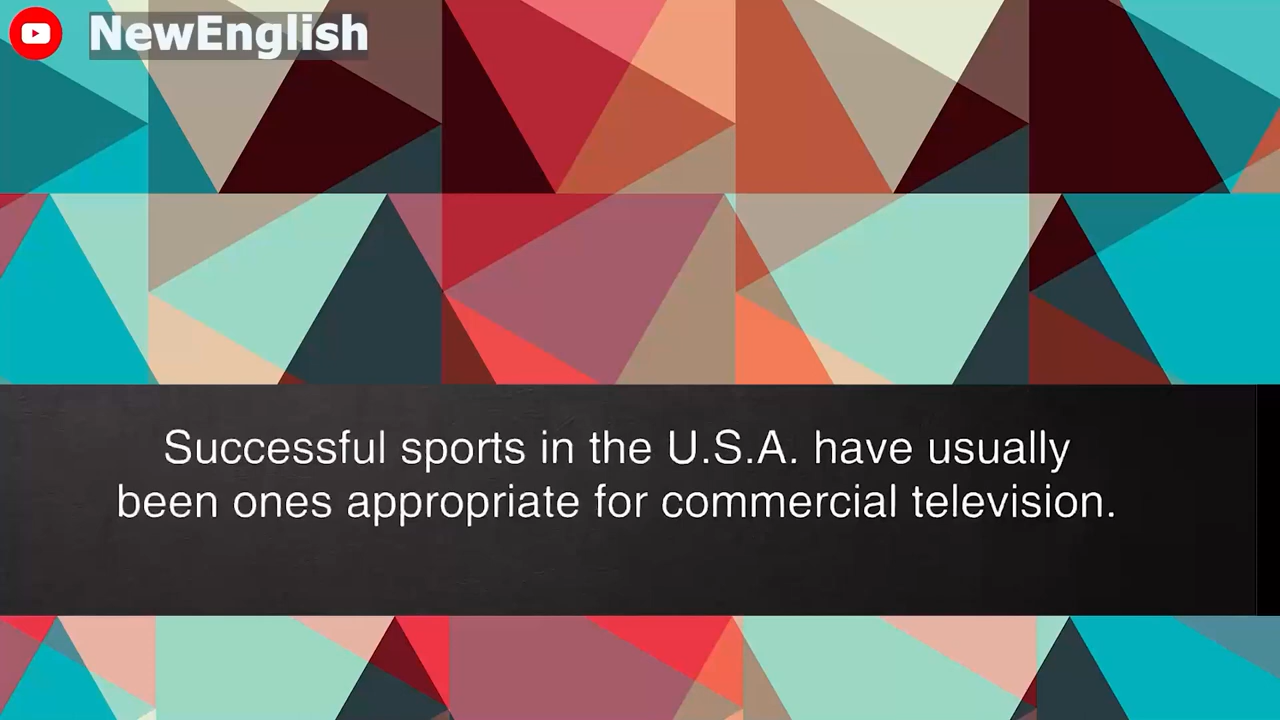 NewEnglish
Successful sports in the U.S.A. have usually
been ones appropriate for commercial television.